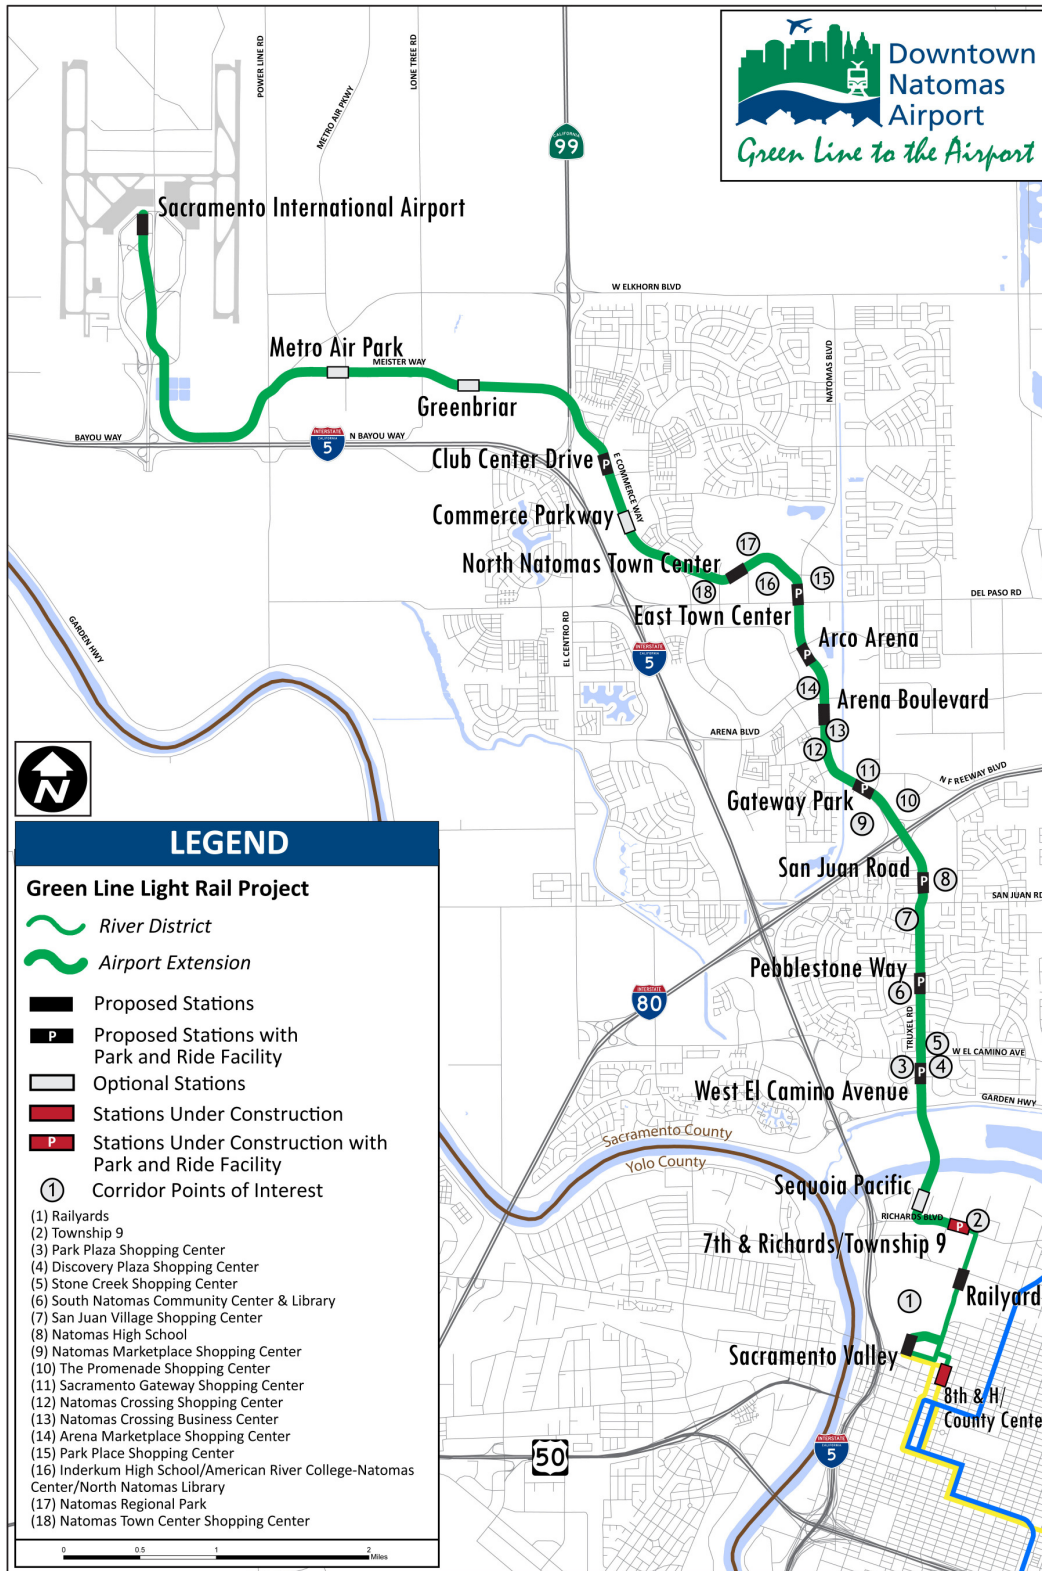 Downtown
Natomas
Airport
Green Line to the Airport
POWER LINE RD
METRO AIR PKWY
LONE TREE RD
CALIFORNIA
99
Sacramento International Airport
W ELKHORN BLVD
NATOMAS BLVD
Metro Air Park
MEISTER WAY
Greenbriar
BAYOU WAY
INTERSTATE
CALIFORNIA
5
N BAYOU WAY
Club Center Drive
P
E COMMERCE WAY
Commerce Parkway
North Natomas Town Center
17
16
15
18
P
East Town Center
DEL PASO RD
GARDEN HWY
EL CENTRO RD
INTERSTATE
CALIFORNIA
5
Arco Arena
P
14
Arena Boulevard
13
ARENA BLVD
12
11
N F REEWAY BLVD
Gateway Park
P
10
9
N
San Juan Road
P
8
SAN JUAN RD
7
Pebblestone Way
P
6
INTERSTATE
80
TRUXEL RD
5
W EL CAMINO AVE
3
P
4
West El Camino Avenue
GARDEN HWY
Sacramento County
Yolo County
Sequoia Pacific
RICHARDS BLVD
P
2
7th & Richards/Township 9
1
Railyard
Sacramento Valley
8th & H/
County Cente
50
INTERSTATE
CALIFORNIA
5
LEGEND
Green Line Light Rail Project
River District
Airport Extension
Proposed Stations
P
Proposed Stations with
Park and Ride Facility
Optional Stations
Stations Under Construction
P
Stations Under Construction with
Park and Ride Facility
1
Corridor Points of Interest
(1) Railyards
(2) Township 9
(3) Park Plaza Shopping Center
(4) Discovery Plaza Shopping Center
(5) Stone Creek Shopping Center
(6) South Natomas Community Center & Library
(7) San Juan Village Shopping Center
(8) Natomas High School
(9) Natomas Marketplace Shopping Center
(10) The Promenade Shopping Center
(11) Sacramento Gateway Shopping Center
(12) Natomas Crossing Shopping Center
(13) Natomas Crossing Business Center
(14) Arena Marketplace Shopping Center
(15) Park Place Shopping Center
(16) Inderkum High School/American River College-Natomas
Center/North Natomas Library
(17) Natomas Regional Park
(18) Natomas Town Center Shopping Center
0 0.5 1 2
Miles